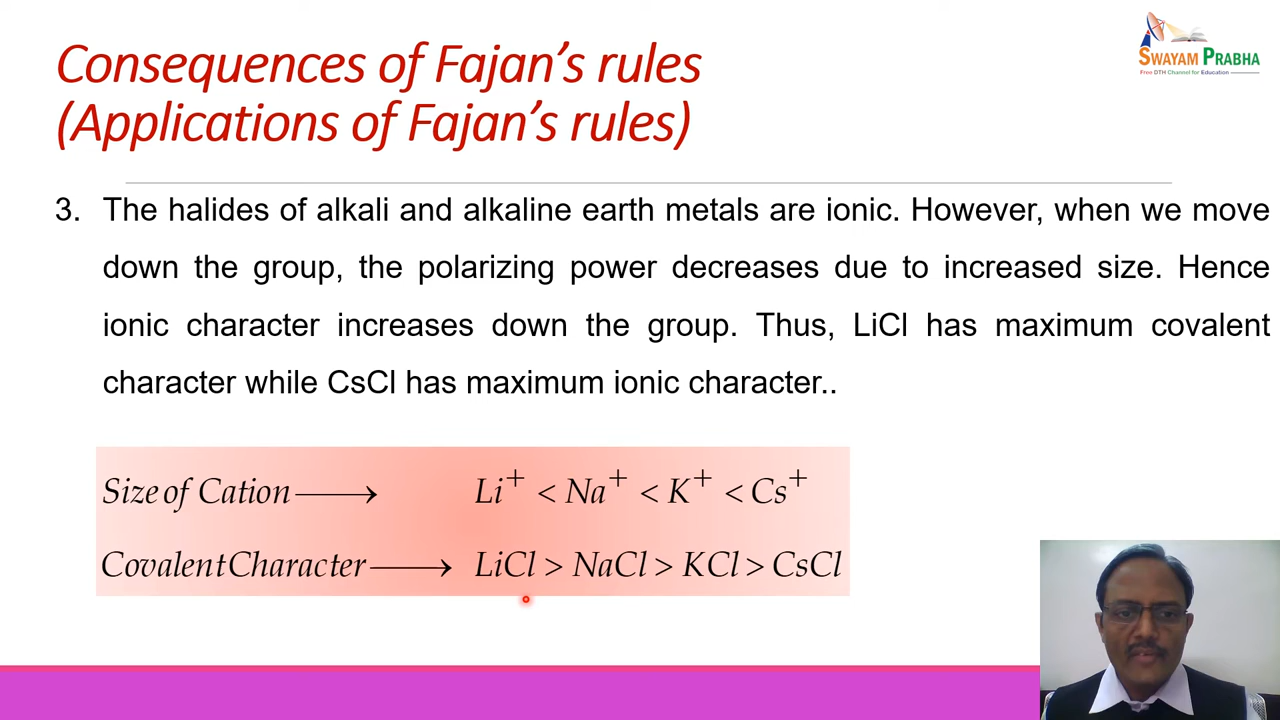 Consequences of Fajan’s rules
(Applications of Fajan’s rules)
SWAYAM PRABHA
Free DTH Channel for Education
3. The halides of alkali and alkaline earth metals are ionic. However, when we move
down the group, the polarizing power decreases due to increased size. Hence
ionic character increases down the group. Thus, LiCl has maximum covalent
character while CsCl has maximum ionic character..
Size of Cation ⟶ Li⁺ < Na⁺ < K⁺ < Cs⁺
Covalent Character ⟶ LiCl > NaCl > KCl > CsCl